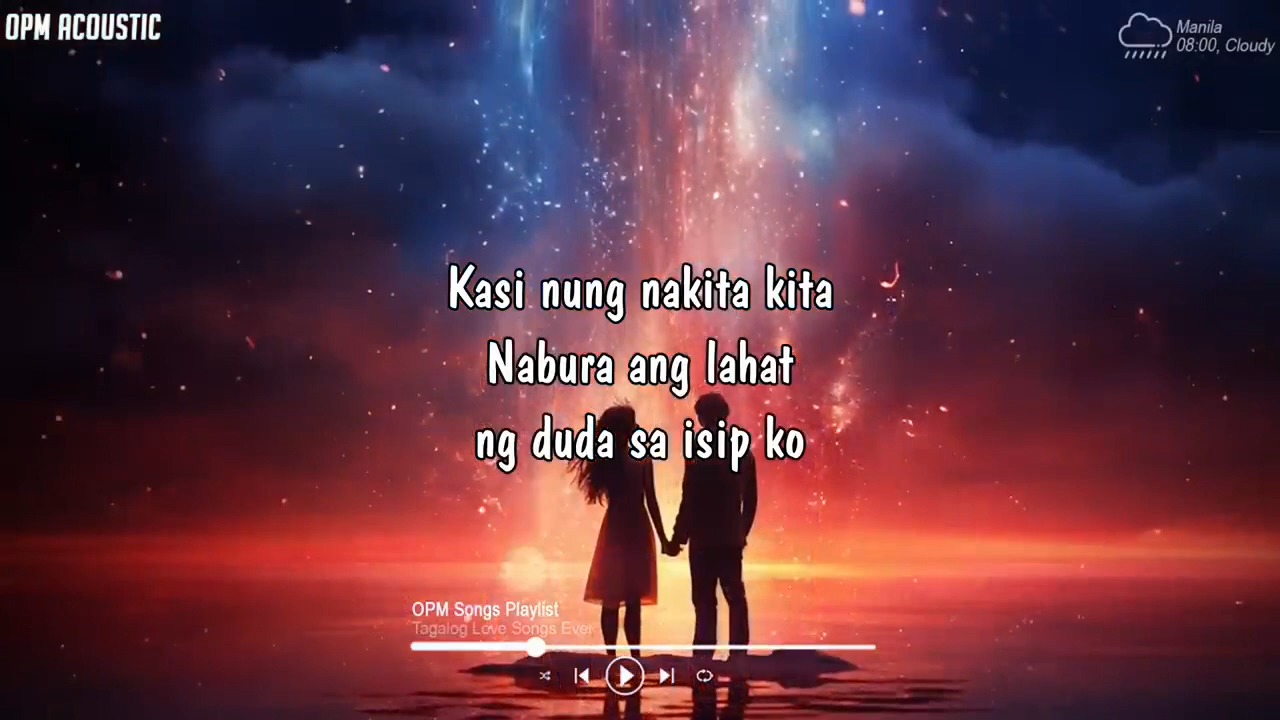 OPM ACOUSTIC
Manila
08:00, Cloudy
Kasi nung nakita kita
Nabura ang lahat
ng duda sa isip ko
OPM Songs Playlist
Tagalog Love Songs Ever